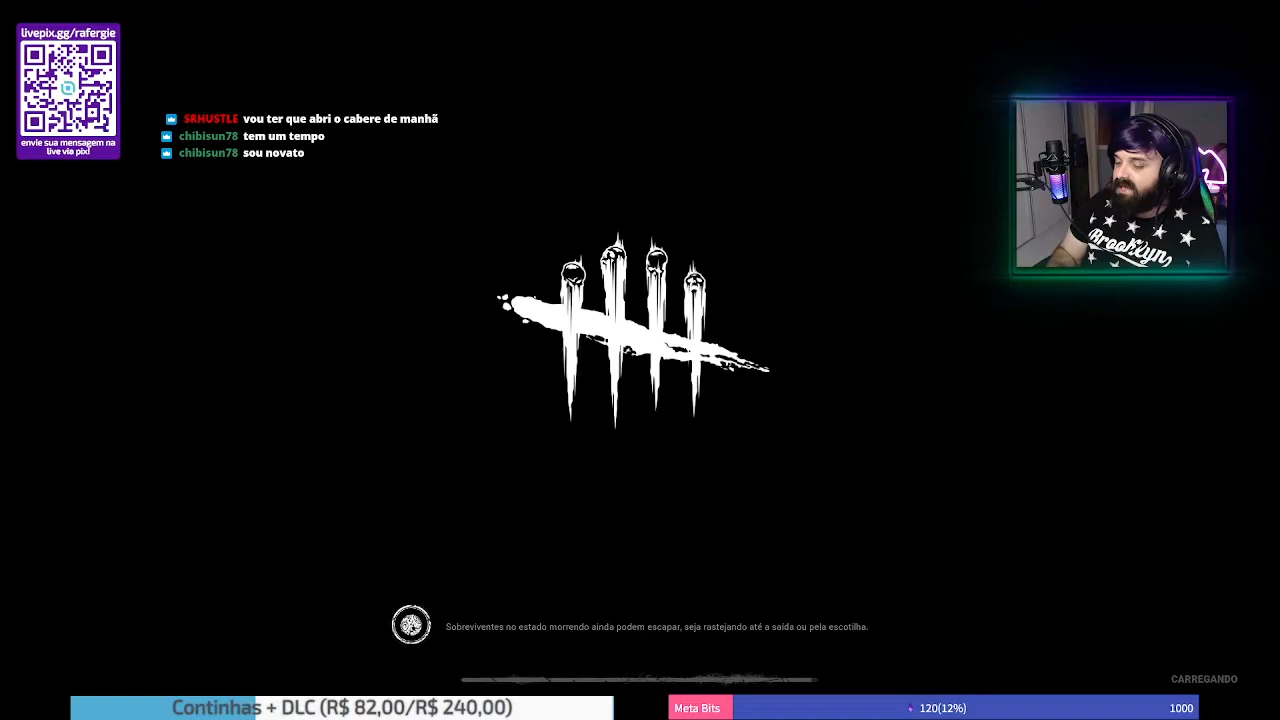 livepix.gg/rafergie
envie sua mensagem na
live via pix!
SRHUSTLE vou ter que abri o cabere de manhã
chibisun78 tem um tempo
chibisun78 sou novato
Brooklyn
Sobreviventes no estado morrendo ainda podem escapar, seja rastejando até a saída ou pela escotilha.
CARREGANDO
Continhas + DLC (R$ 82,00/R$ 240,00)
Meta Bits 120(12%) 1000